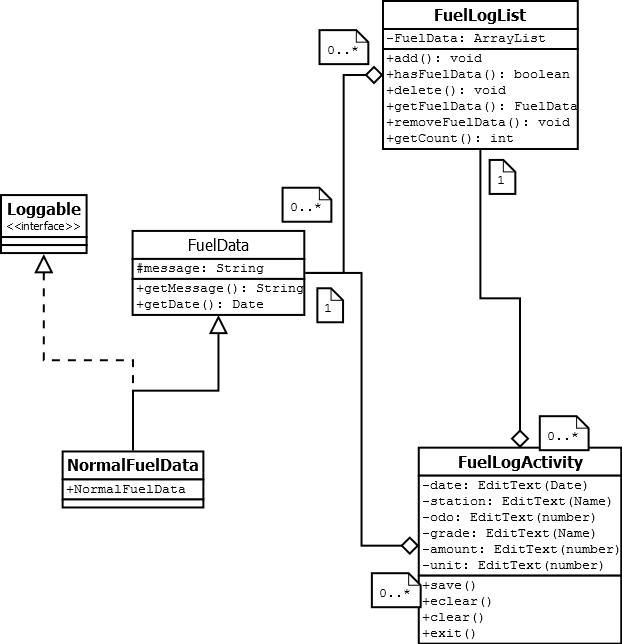 FuelLogList
-FuelData: ArrayList
+add(): void
+hasFuelData(): boolean
+delete(): void
+getFuelData(): FuelData
+removeFuelData(): void
+getCount(): int
0..*
1
0..*
Loggable
<<interface>>
FuelData
#message: String
+getMessage(): String
+getDate(): Date
1
NormalFuelData
+NormalFuelData
0..*
FuelLogActivity
-date: EditText(Date)
-station: EditText(Name)
-odo: EditText(number)
-grade: EditText(Name)
-amount: EditText(number)
-unit: EditText(number)
+save()
+eclear()
+clear()
+exit()
0..*